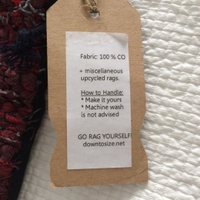 Fabric: 100 % CO
+ miscellaneous
upcycled rags.
How to Handle:
* Make it yours
* Machine wash
is not advised
GO RAG YOURSELF!
downtosize.net